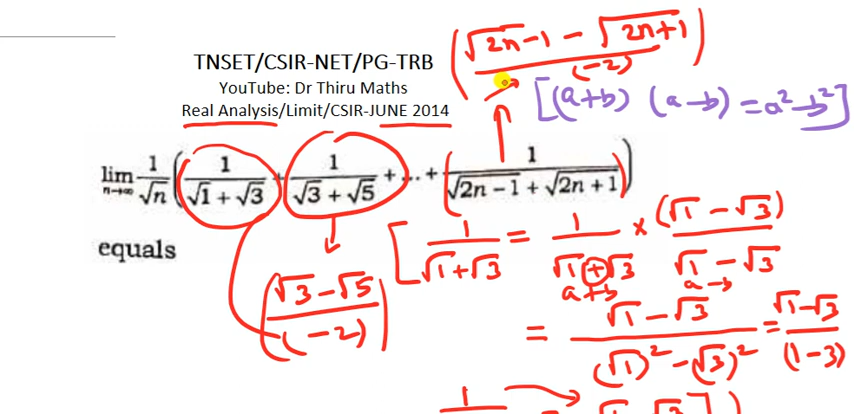 (√2n-1 - √2n+1)/(-2)
TNSET/CSIR-NET/PG-TRB
YouTube: Dr Thiru Maths
Real Analysis/Limit/CSIR-JUNE 2014
[(a+b) (a-b) = a²-b²]
lim n→∞ 1/√n (1/(√1 + √3) + 1/(√3 + √5) + ... + 1/(√2n - 1 + √2n + 1))
equals
[1/(√1+√3) = 1/(√1+√3) × (√1 - √3)/(√1 - √3)
a+b a-b
(√3-√5)/(-2)
= (√1-√3)/((√1)²-(√3)²) = (√1-√3)/(1-3)